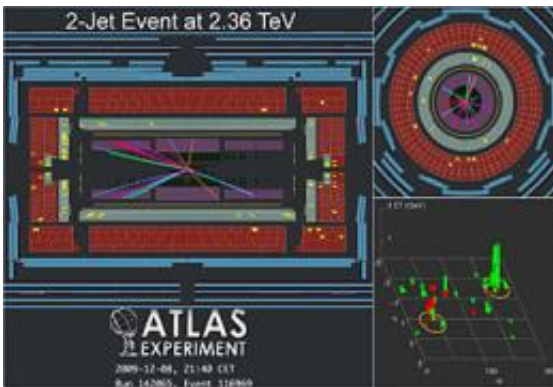 2-Jet Event at 2.36 TeV
ATLAS
EXPERIMENT
2009-12-08, 21:40 CET
Run 142065, Event 116969